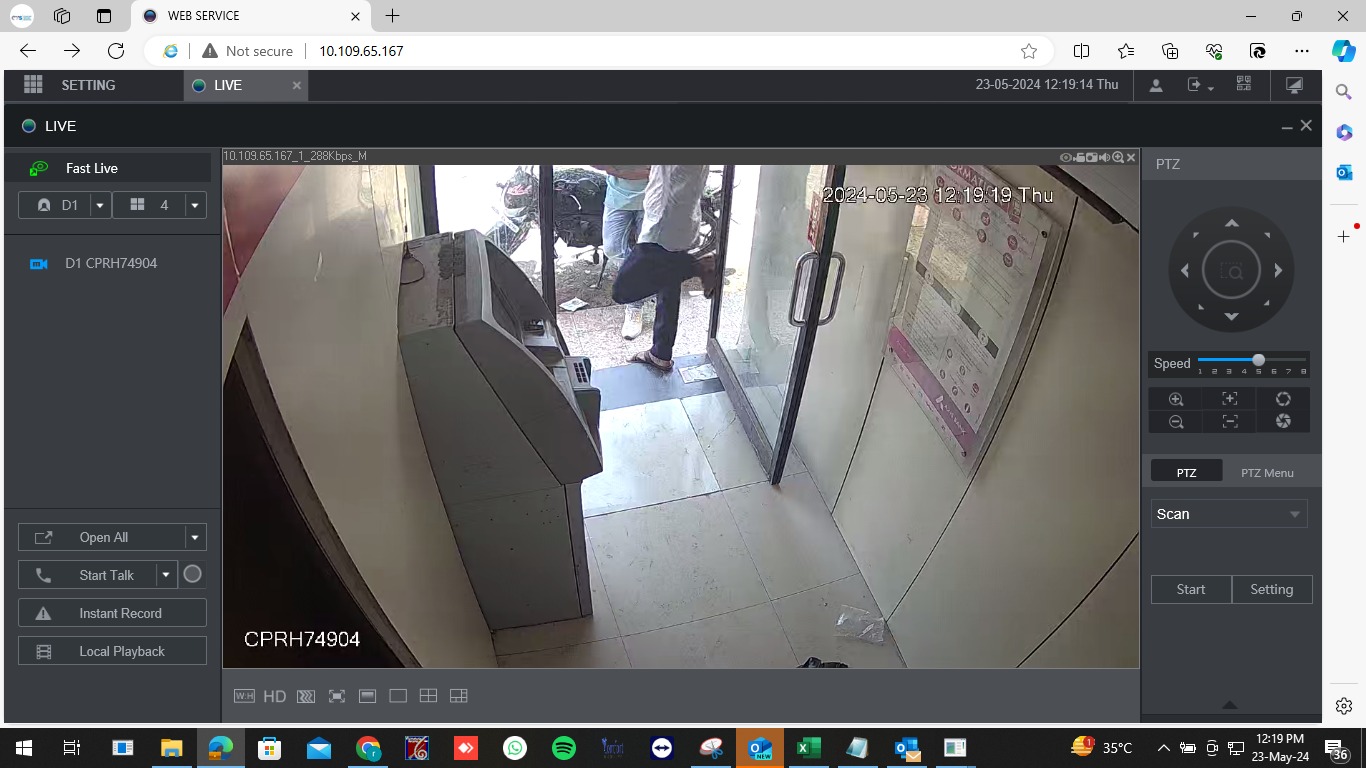 WEB SERVICE
Not secure
10.109.65.167
SETTING
LIVE
23-05-2024 12:19:14 Thu
LIVE
Fast Live
D1
4
D1 CPRH74904
Open All
Start Talk
Instant Record
Local Playback
10.109.65.167_1_288Kbps_M
2024-05-23 12:19:19 Thu
CPRH74904
W:H
HD
PTZ
Speed
1 2 3 4 5 6 7 8
PTZ
PTZ Menu
Scan
Start
Setting
NEW
1
35°C
12:19 PM
23-May-24
36